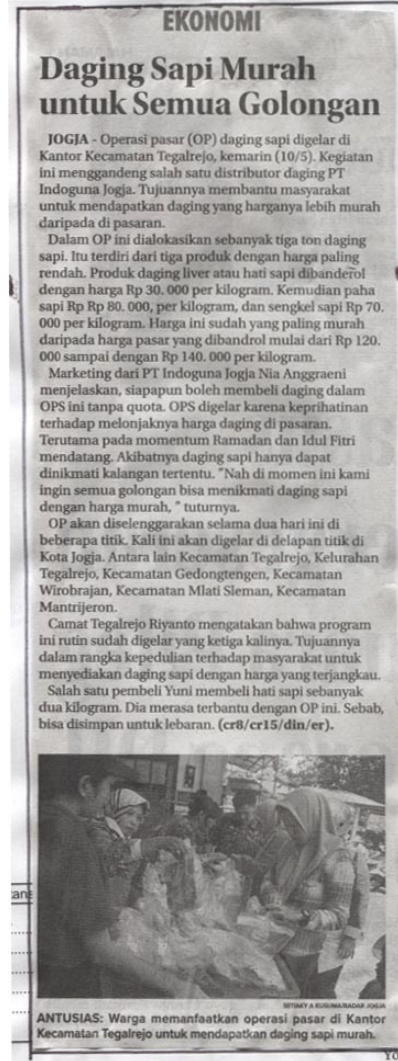 EKONOMI
Daging Sapi Murah
untuk Semua Golongan
JOGJA - Operasi pasar (OP) daging sapi digelar di
Kantor Kecamatan Tegalrejo, kemarin (10/5). Kegiatan
ini menggandeng salah satu distributor daging PT
Indoguna Jogja. Tujuannya membantu masyarakat
untuk mendapatkan daging yang harganya lebih murah
daripada di pasaran.
Dalam OP ini dialokasikan sebanyak tiga ton daging
sapi. Itu terdiri dari tiga produk dengan harga paling
rendah. Produk daging liver atau hati sapi dibanderol
dengan harga Rp 30. 000 per kilogram. Kemudian paha
sapi Rp Rp 80. 000, per kilogram, dan sengkel sapi Rp 70.
000 per kilogram. Harga ini sudah yang paling murah
daripada harga pasar yang dibandrol mulai dari Rp 120.
000 sampai dengan Rp 140. 000 per kilogram.
Marketing dari PT Indoguna Jogja Nia Anggraeni
menjelaskan, siapapun boleh membeli daging dalam
OPS ini tanpa quota. OPS digelar karena keprihatinan
terhadap melonjaknya harga daging di pasaran.
Terutama pada momentum Ramadan dan Idul Fitri
mendatang. Akibatnya daging sapi hanya dapat
dinikmati kalangan tertentu. "Nah di momen ini kami
ingin semua golongan bisa menikmati daging sapi
dengan harga murah, " tuturnya.
OP akan diselenggarakan selama dua hari ini di
beberapa titik. Kali ini akan digelar di delapan titik di
Kota Jogja. Antara lain Kecamatan Tegalrejo, Kelurahan
Tegalrejo, Kecamatan Gedongtengen, Kecamatan
Wirobrajan, Kecamatan Mlati Sleman, Kecamatan
Mantrijeron.
Camat Tegalrejo Riyanto mengatakan bahwa program
ini rutin sudah digelar yang ketiga kalinya. Tujuannya
dalam rangka kepedulian terhadap masyarakat untuk
menyediakan daging sapi dengan harga yang terjangkau.
Salah satu pembeli Yuni membeli hati sapi sebanyak
dua kilogram. Dia merasa terbantu dengan OP ini. Sebab,
bisa disimpan untuk lebaran. (cr8/cr15/din/er).
tan
SETIAKY A KUSUMA/RADAR JOGJA
ANTUSIAS: Warga memanfaatkan operasi pasar di Kantor
Kecamatan Tegalrejo untuk mendapatkan daging sapi murah.
YO